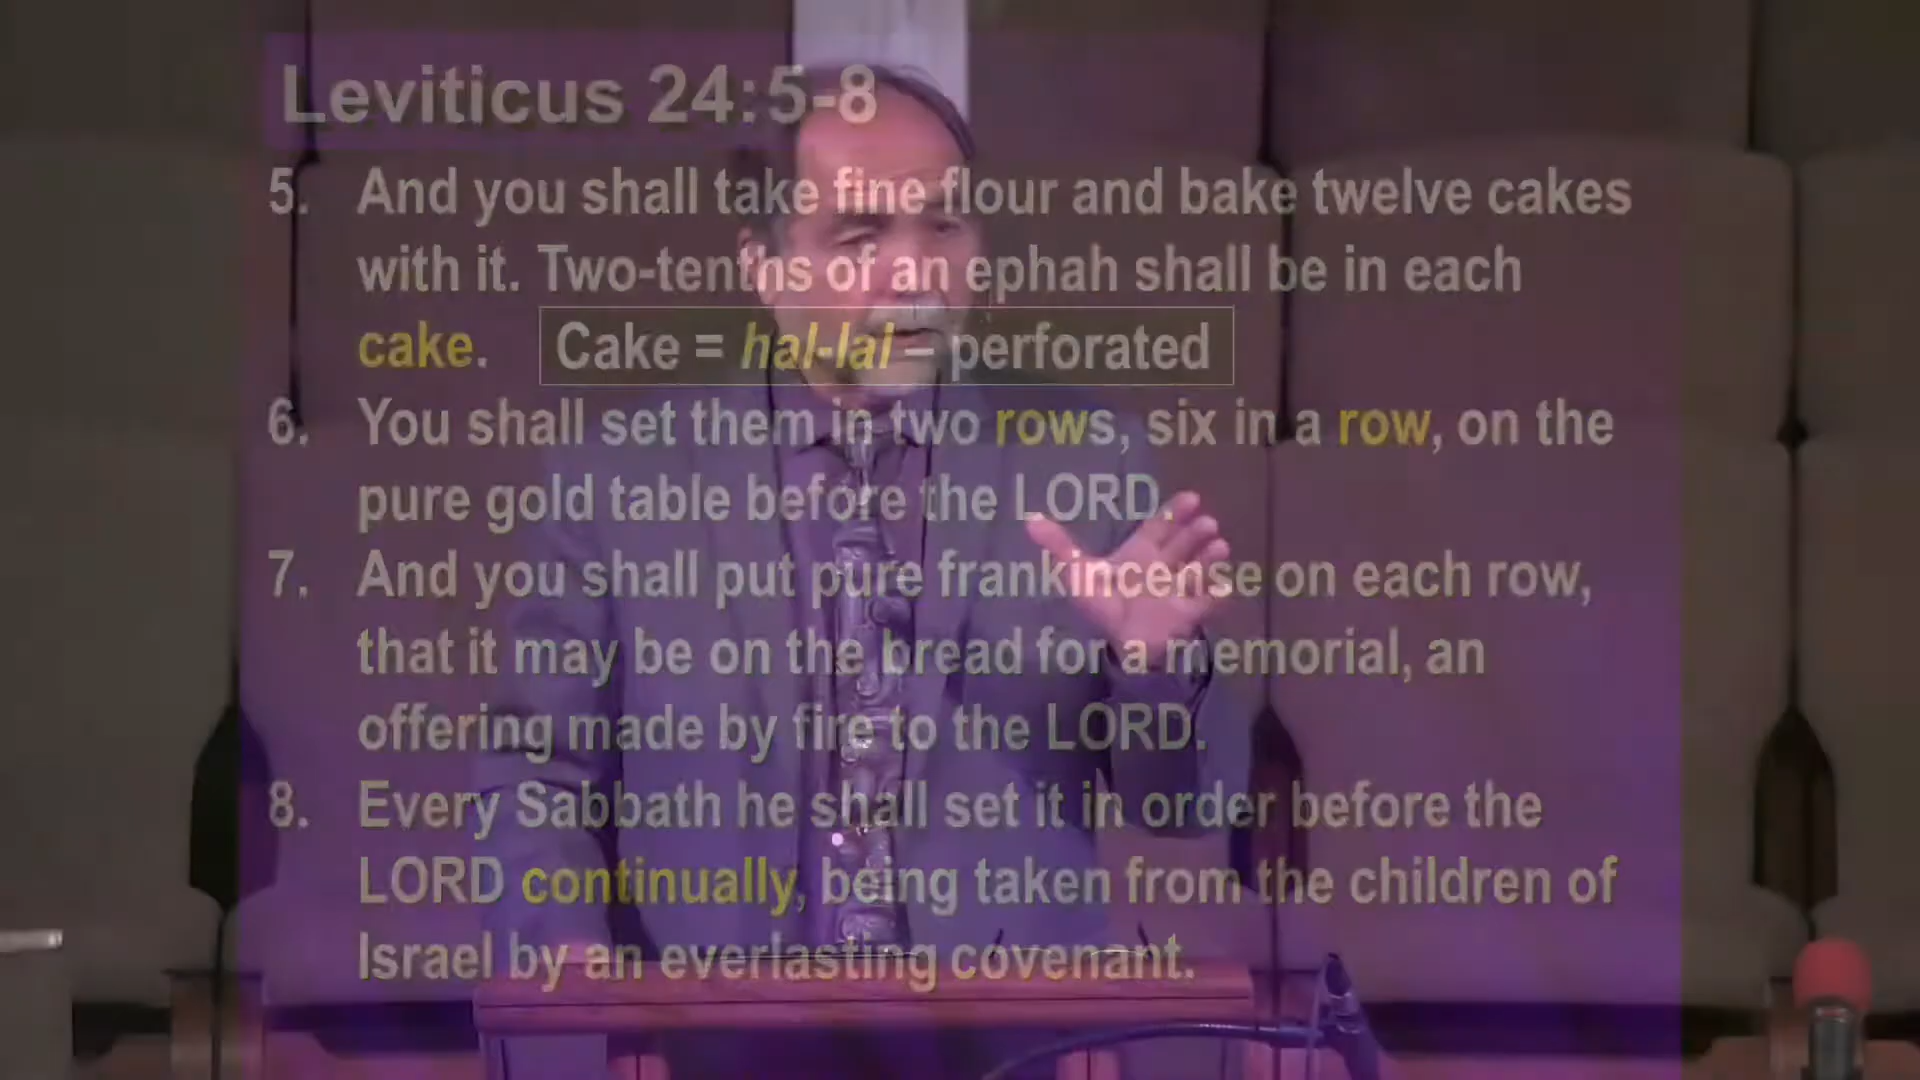 Leviticus 24:5-8
5. And you shall take fine flour and bake twelve cakes
with it. Two-tenths of an ephah shall be in each
cake. Cake = hal-lal – perforated
6. You shall set them in two rows, six in a row, on the
pure gold table before the LORD.
7. And you shall put pure frankincense on each row,
that it may be on the bread for a memorial, an
offering made by fire to the LORD.
8. Every Sabbath he shall set it in order before the
LORD continually, being taken from the children of
Israel by an everlasting covenant.